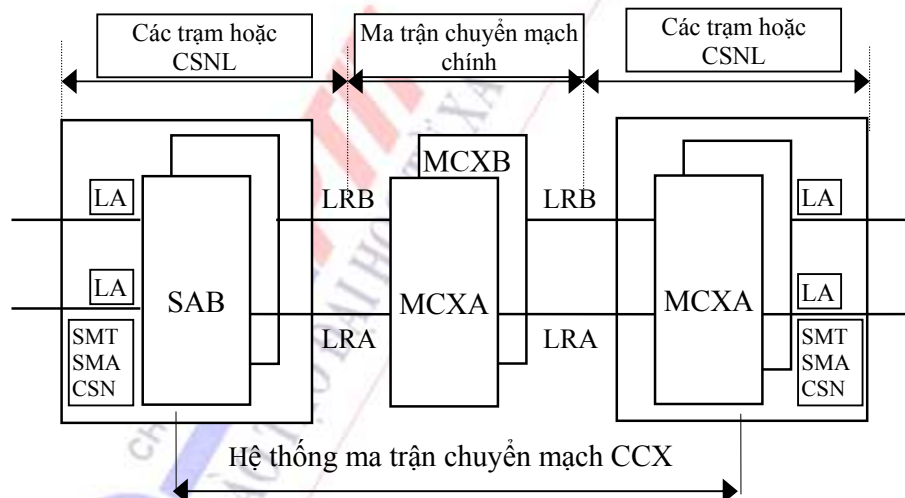 Các trạm hoặc
CSNL
Ma trận chuyển mạch
chính
Các trạm hoặc
CSNL
MCXB
LA
LRB
LRB
LA
LA
SAB
MCXA
MCXA
LA
SMT
SMA
CSN
LRA
LRA
SMT
SMA
CSN
Hệ thống ma trận chuyển mạch CCX